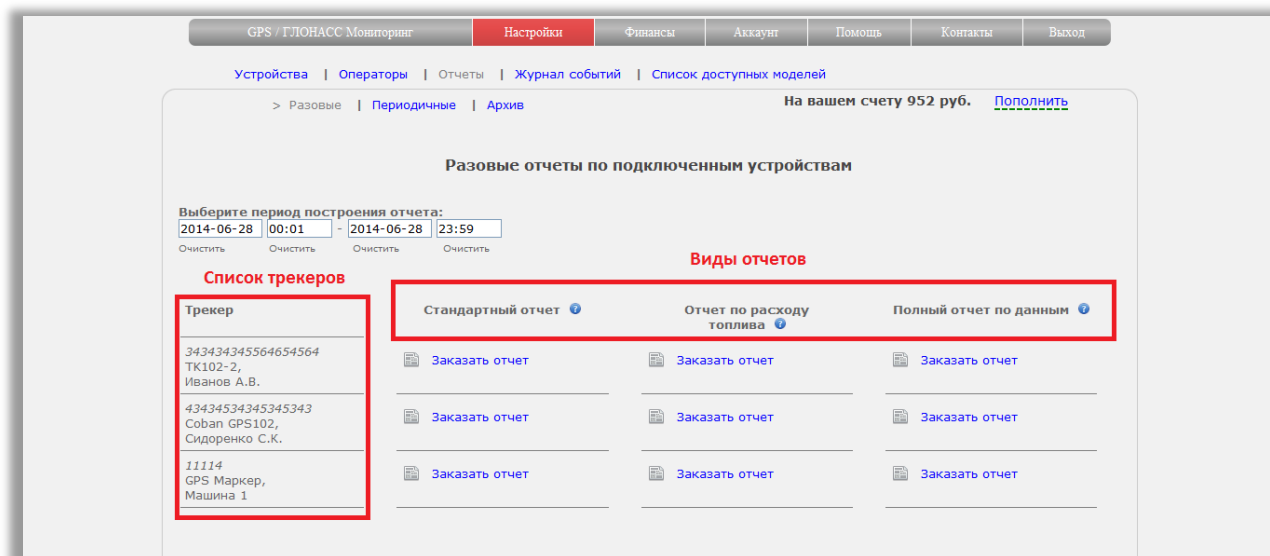 GPS / ГЛОНАСС Мониторинг Настройки Финансы Аккаунт Помощь Контакты Выход
Устройства | Операторы | Отчеты | Журнал событий | Список доступных моделей
> Разовые | Периодичные | Архив На вашем счету 952 руб. Пополнить
Разовые отчеты по подключенным устройствам
Выберите период построения отчета:
2014-06-28 00:01 - 2014-06-28 23:59
Очистить Очистить Очистить Очистить
Виды отчетов
Список трекеров
Трекер Стандартный отчет ? Отчет по расходу Полный отчет по данным ?
топлива ?
343434345564654564
TK102-2, Заказать отчет Заказать отчет Заказать отчет
Иванов А.В.
43434534345345343
Coban GPS102, Заказать отчет Заказать отчет Заказать отчет
Сидоренко С.К.
11114
GPS Маркер, Заказать отчет Заказать отчет Заказать отчет
Машина 1